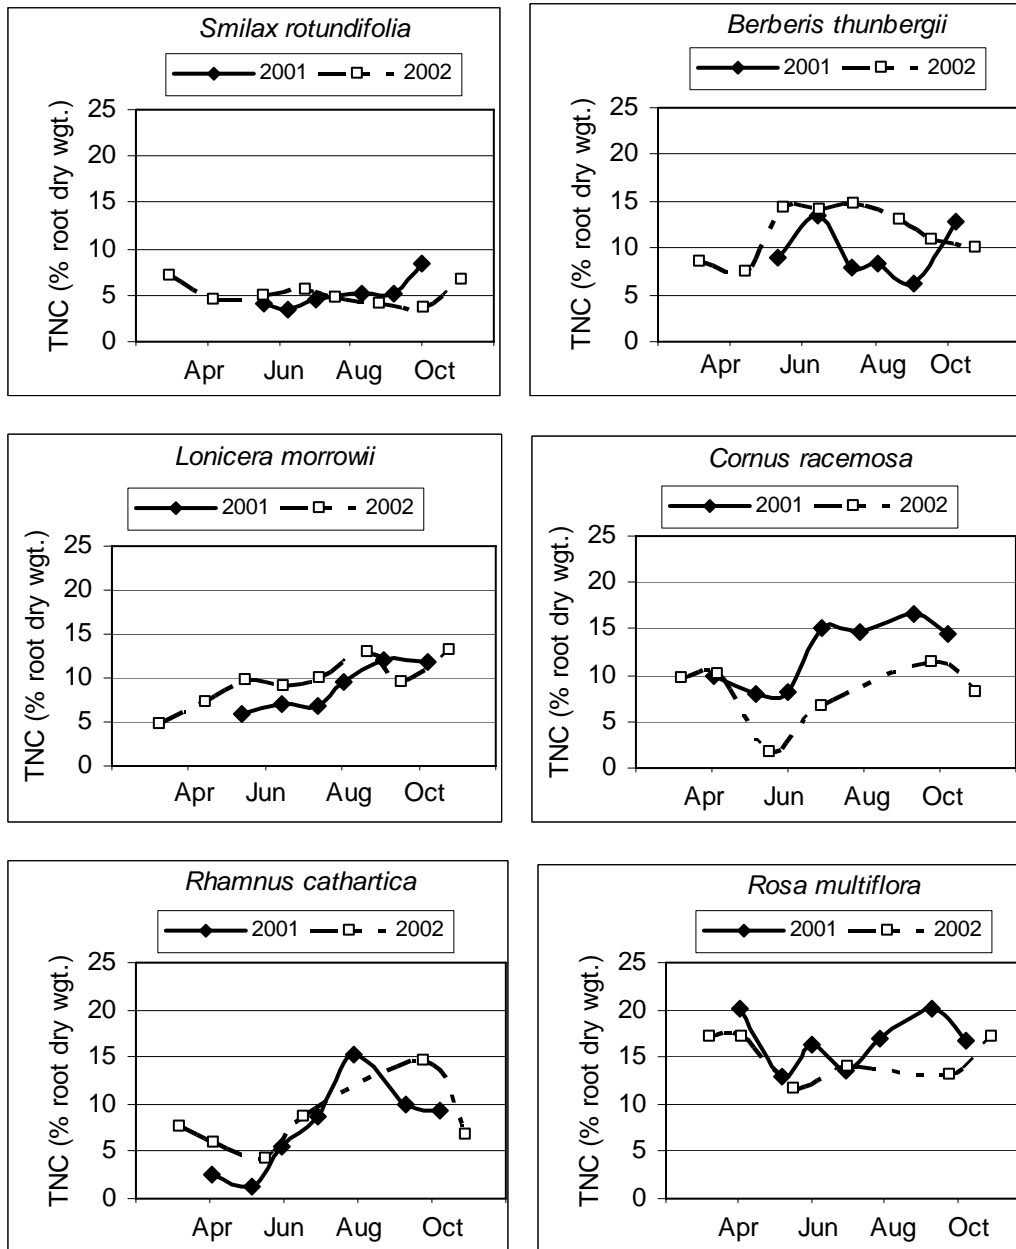 Smilax rotundifolia
2001 2002
TNC (% root dry wgt.)
25
20
15
10
5
0
Apr Jun Aug Oct
Berberis thunbergii
2001 2002
TNC (% root dry wgt.)
25
20
15
10
5
0
Apr Jun Aug Oct
Lonicera morrowii
2001 2002
TNC (% root dry wgt.)
25
20
15
10
5
0
Apr Jun Aug Oct
Cornus racemosa
2001 2002
TNC (% root dry wgt.)
25
20
15
10
5
0
Apr Jun Aug Oct
Rhamnus cathartica
2001 2002
TNC (% root dry wgt.)
25
20
15
10
5
0
Apr Jun Aug Oct
Rosa multiflora
2001 2002
TNC (% root dry wgt.)
25
20
15
10
5
0
Apr Jun Aug Oct